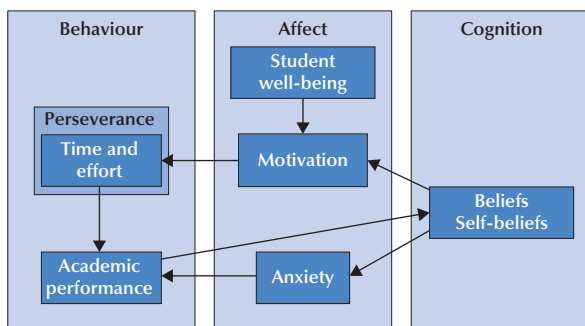 Behaviour
Affect
Cognition
Student
well-being
Perseverance
Time and
effort
Motivation
Beliefs
Self-beliefs
Academic
performance
Anxiety